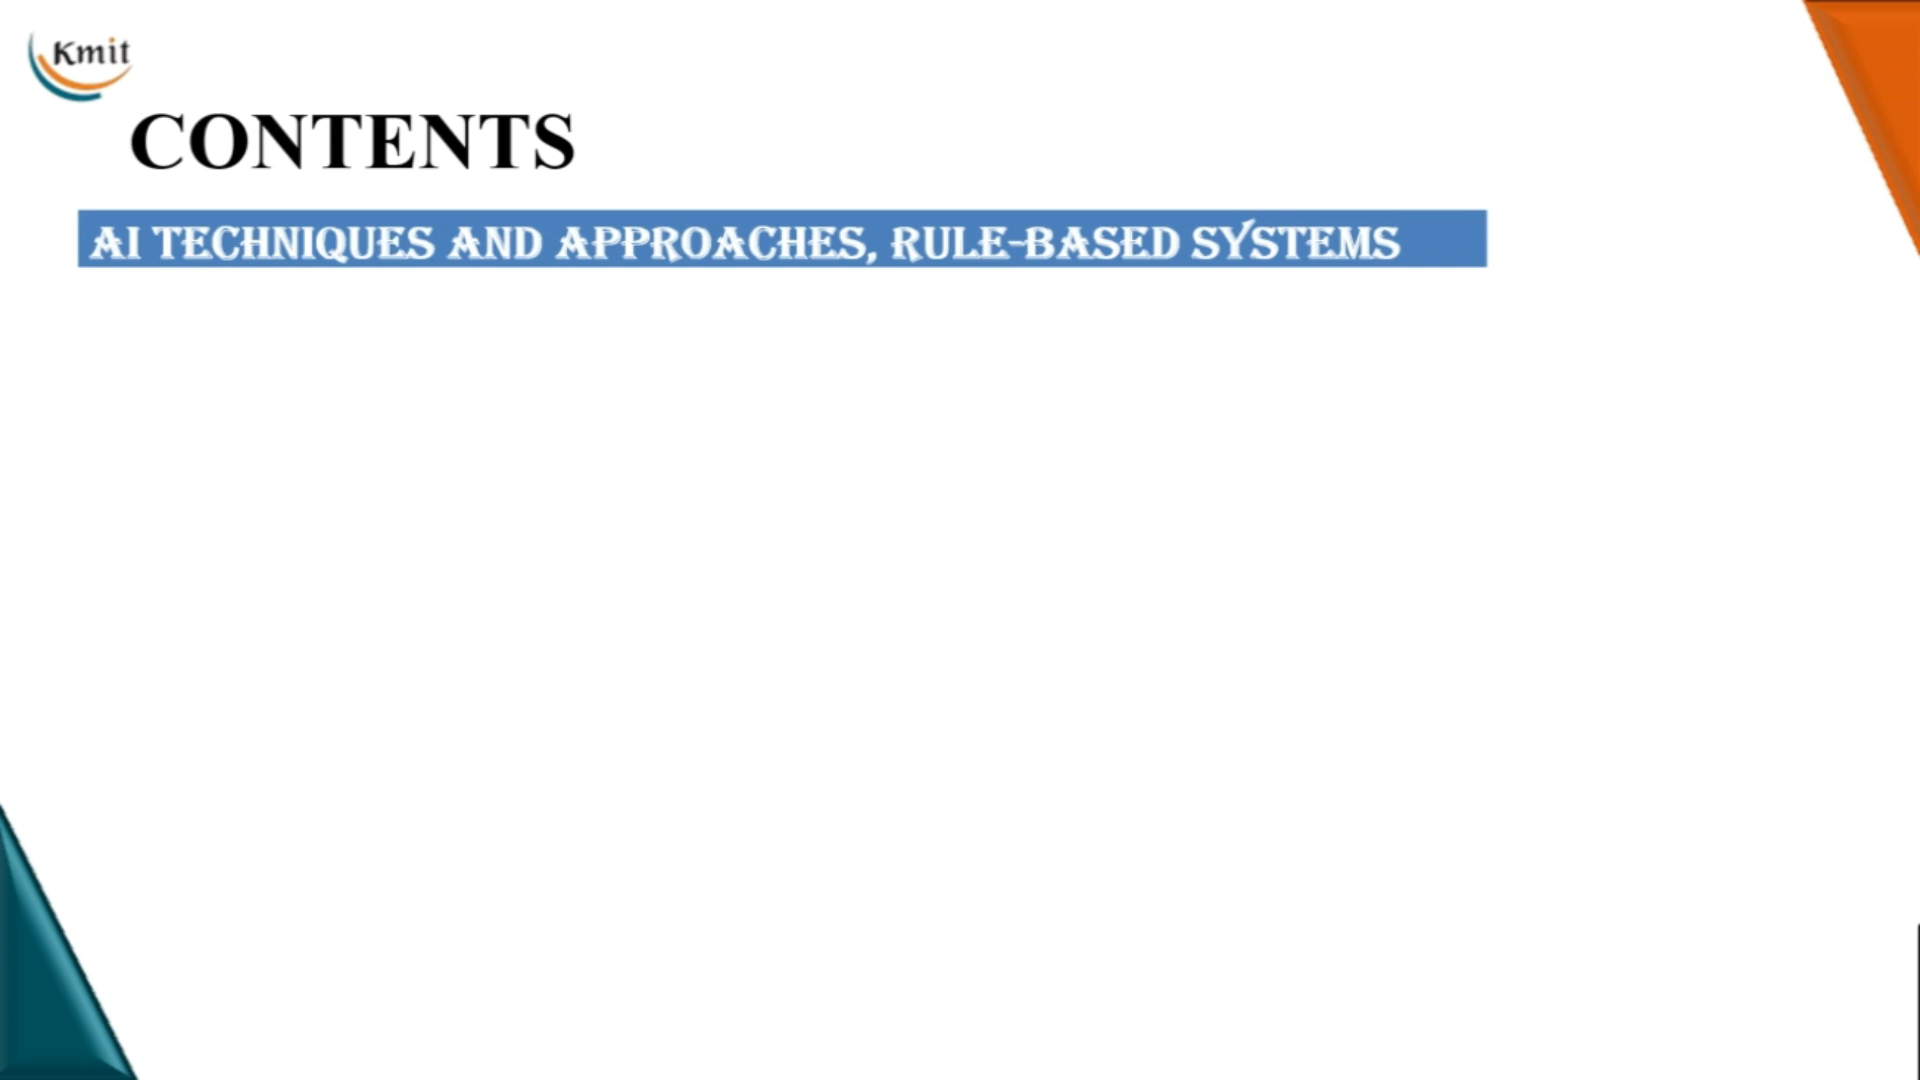 Kmit
CONTENTS
AI TECHNIQUES AND APPROACHES, RULE-BASED SYSTEMS